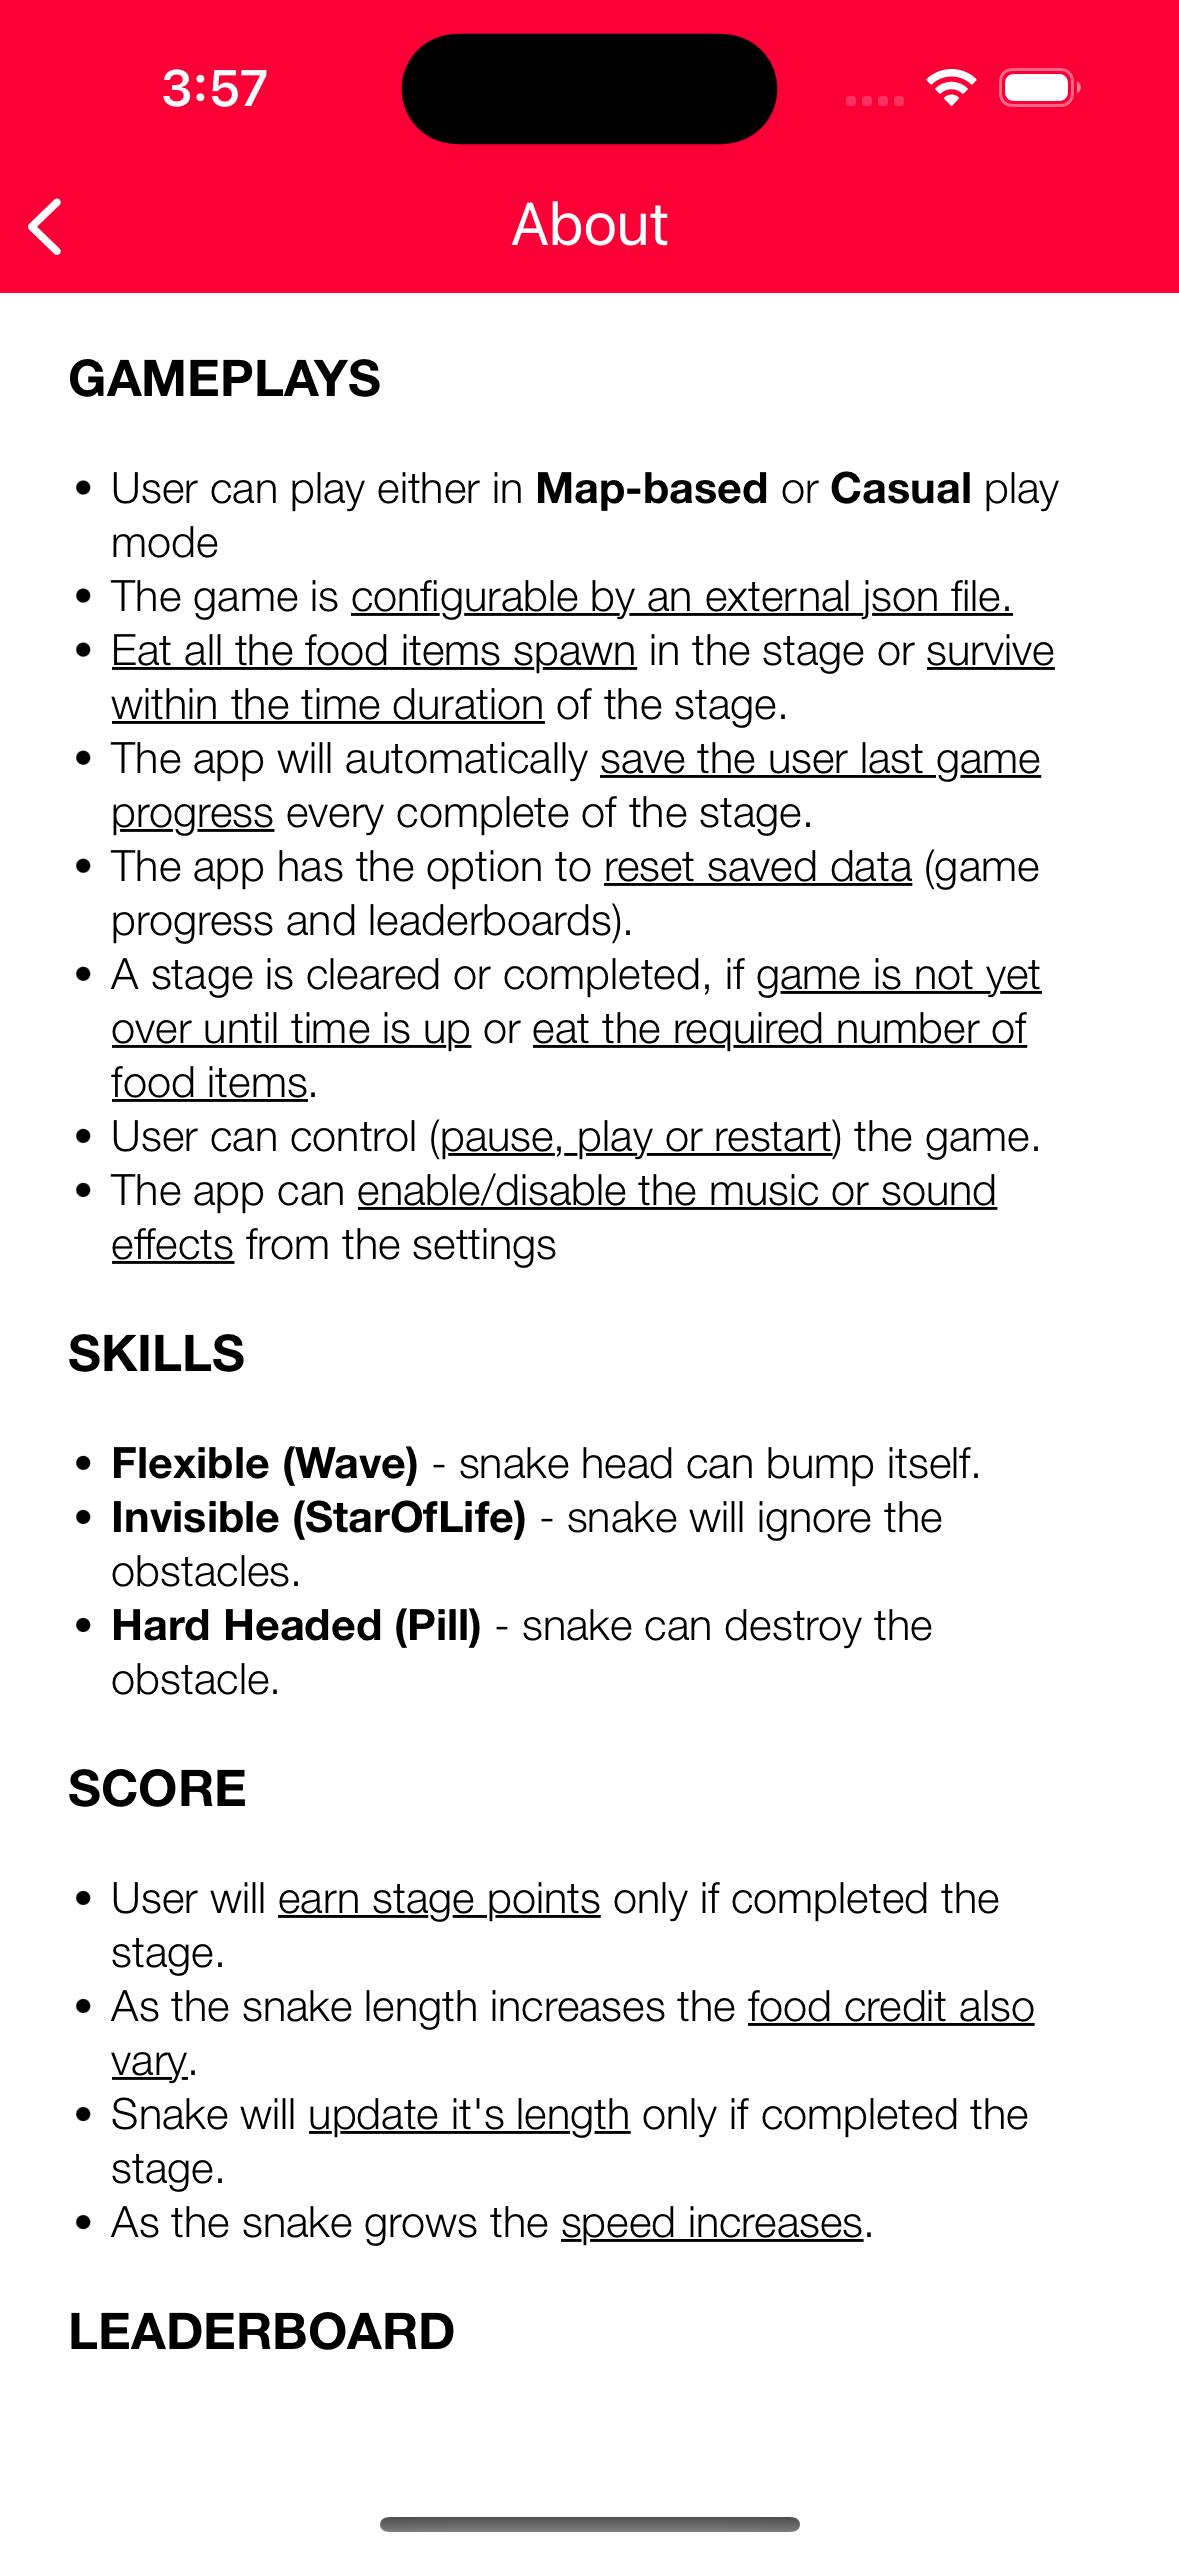 3:57
About
GAMEPLAYS
• User can play either in Map-based or Casual play
mode
• The game is configurable by an external json file.
• Eat all the food items spawn in the stage or survive
within the time duration of the stage.
• The app will automatically save the user last game
progress every complete of the stage.
• The app has the option to reset saved data (game
progress and leaderboards).
• A stage is cleared or completed, if game is not yet
over until time is up or eat the required number of
food items.
• User can control (pause, play or restart) the game.
• The app can enable/disable the music or sound
effects from the settings
SKILLS
• Flexible (Wave) - snake head can bump itself.
• Invisible (StarOfLife) - snake will ignore the
obstacles.
• Hard Headed (Pill) - snake can destroy the
obstacle.
SCORE
• User will earn stage points only if completed the
stage.
• As the snake length increases the food credit also
vary.
• Snake will update it's length only if completed the
stage.
• As the snake grows the speed increases.
LEADERBOARD